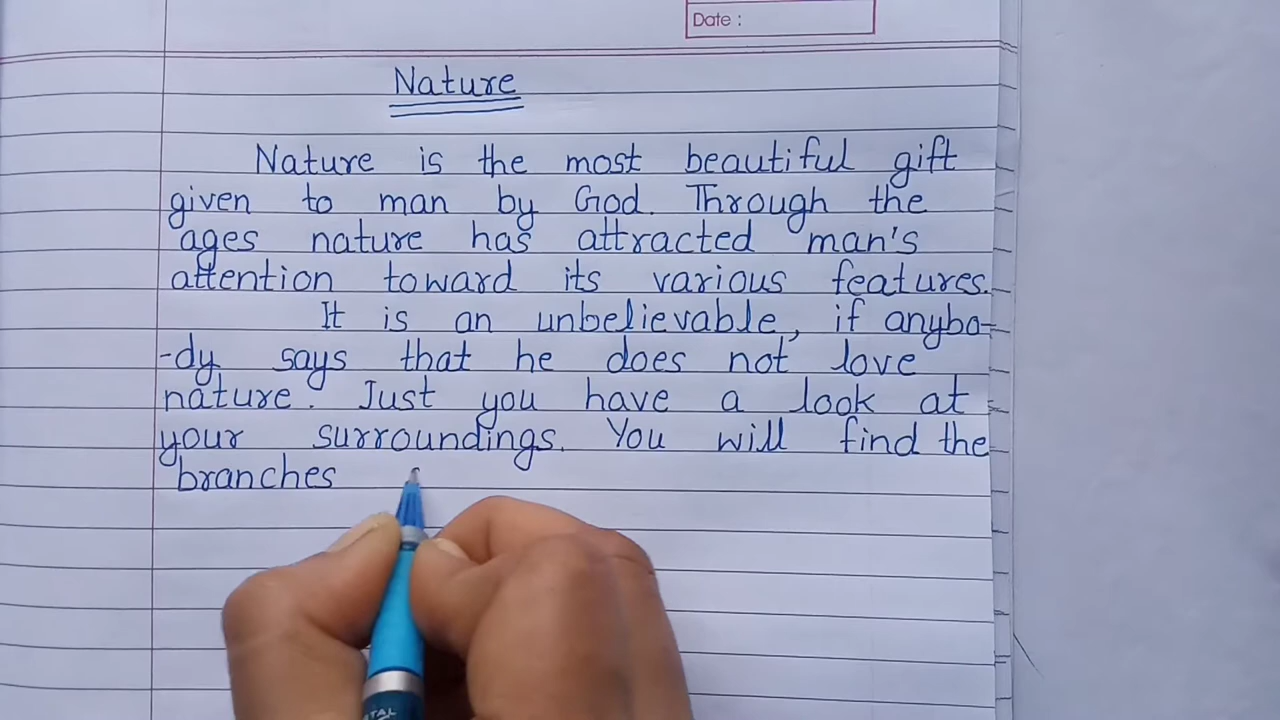 Date :
Nature
Nature is the most beautiful gift
given to man by God. Through the
ages nature has attracted man's
attention toward its various features.
It is an unbelievable, if anybo-
-dy says that he does not love
nature. Just you have a look at
your surroundings. You will find the
branches